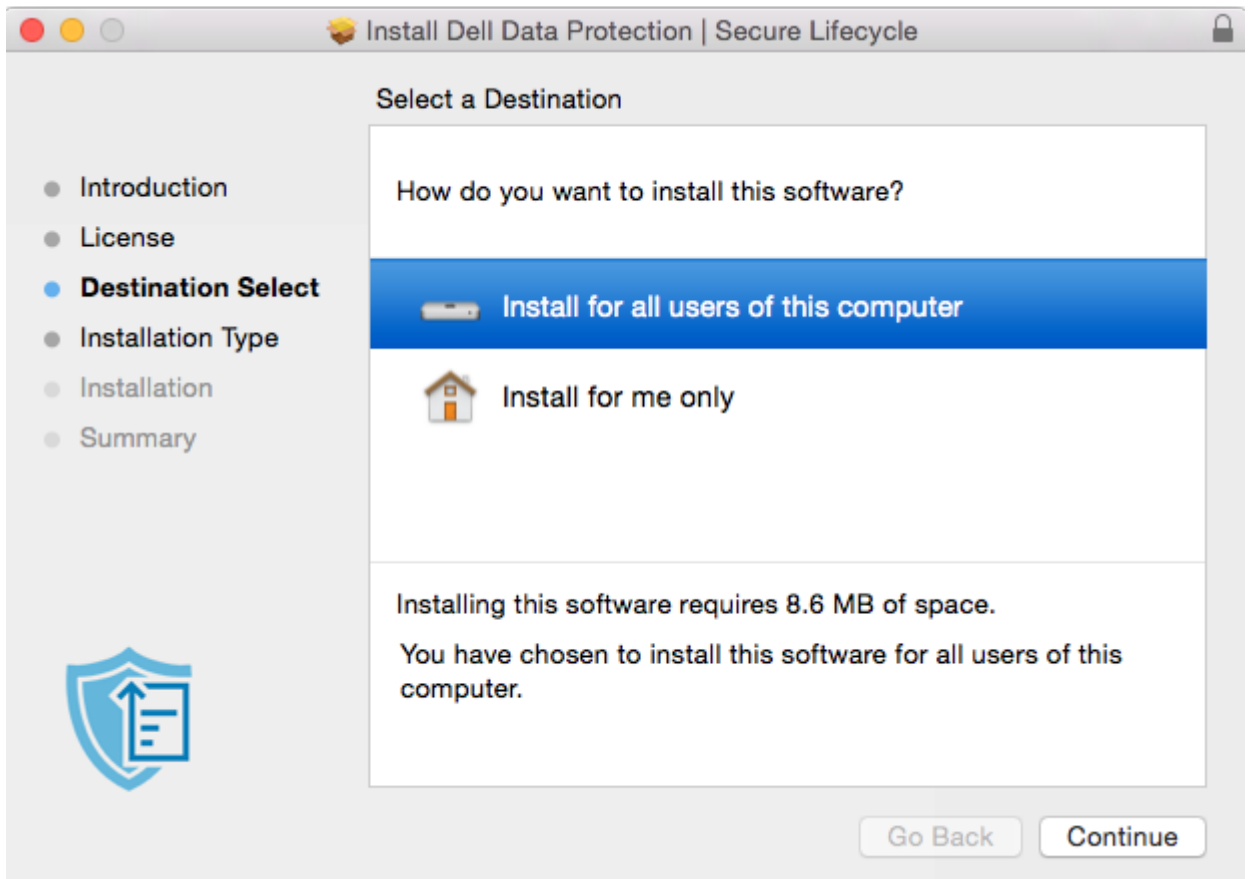 Install Dell Data Protection | Secure Lifecycle
Select a Destination
Introduction
License
Destination Select
Installation Type
Installation
Summary
How do you want to install this software?
Install for all users of this computer
Install for me only
Installing this software requires 8.6 MB of space.
You have chosen to install this software for all users of this
computer.
Go Back
Continue